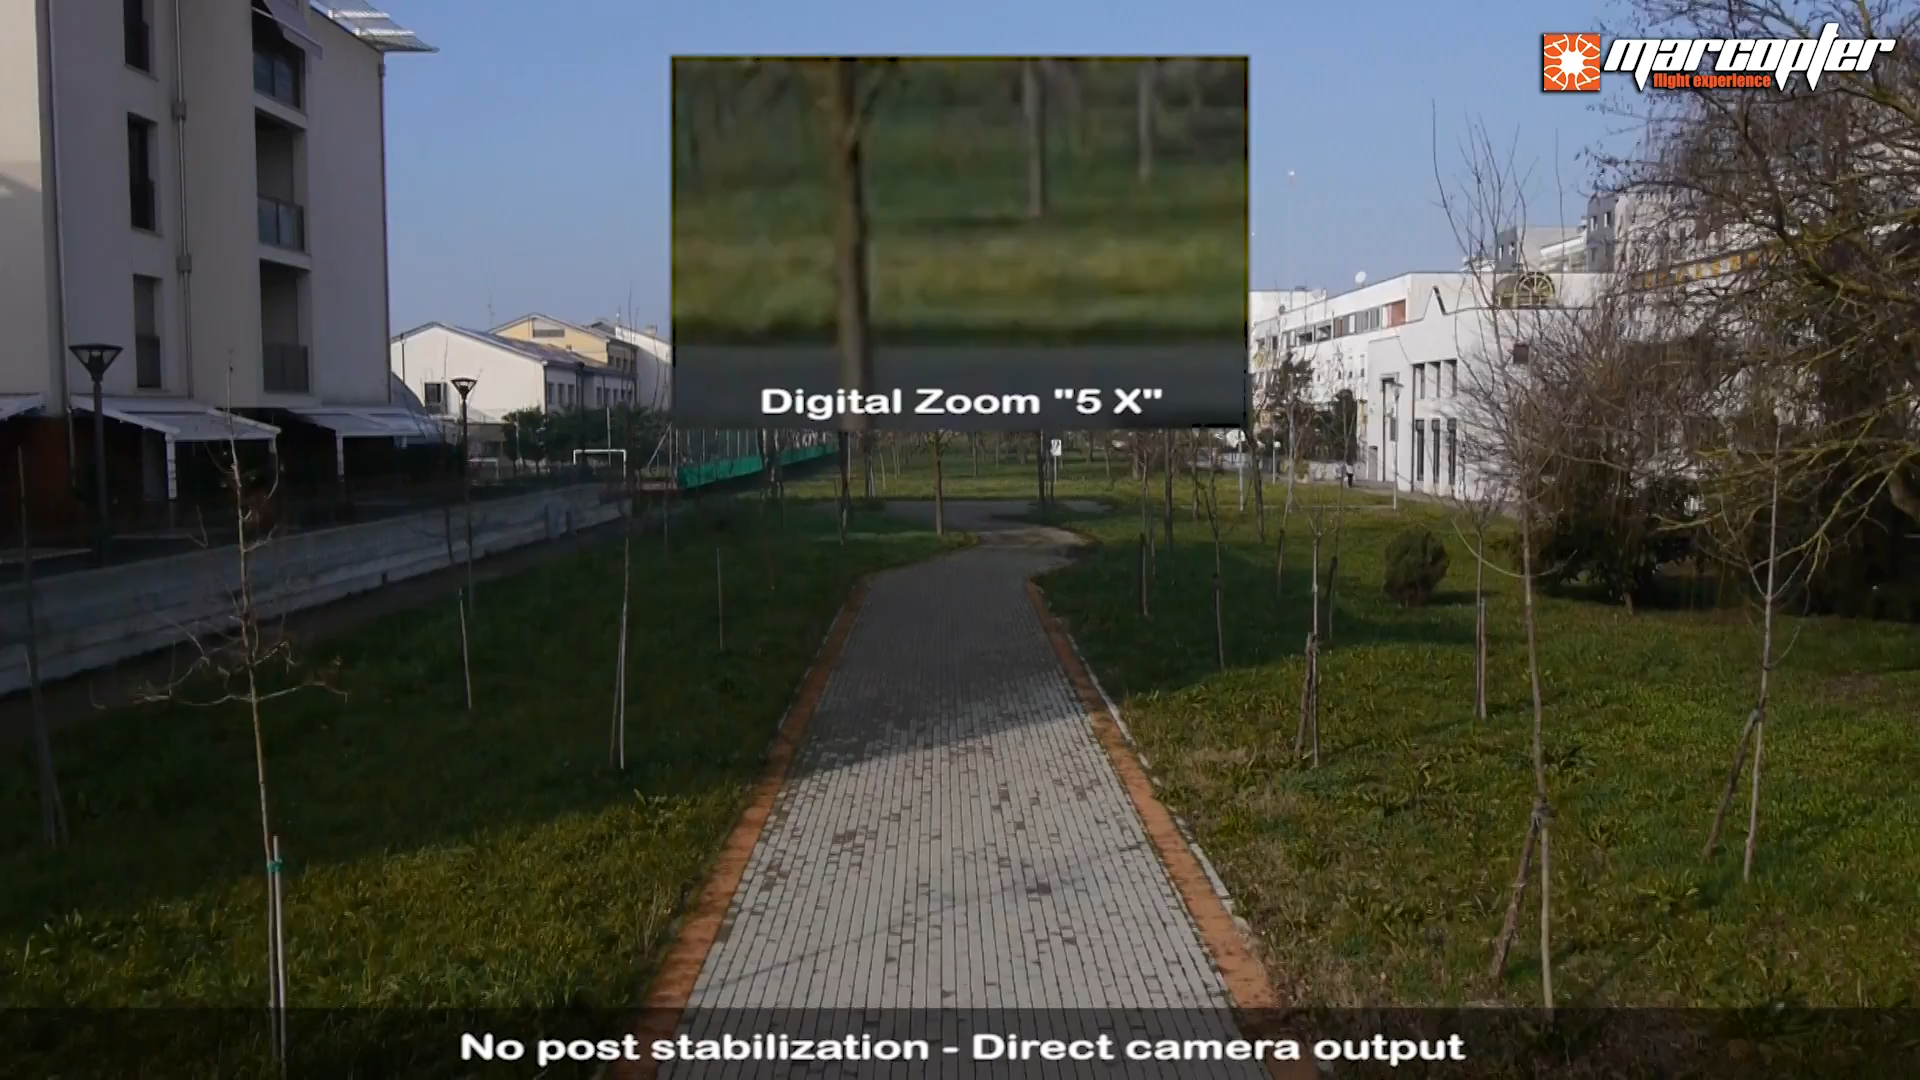 marcopter
flight experience
Digital Zoom "5 X"
No post stabilization - Direct camera output